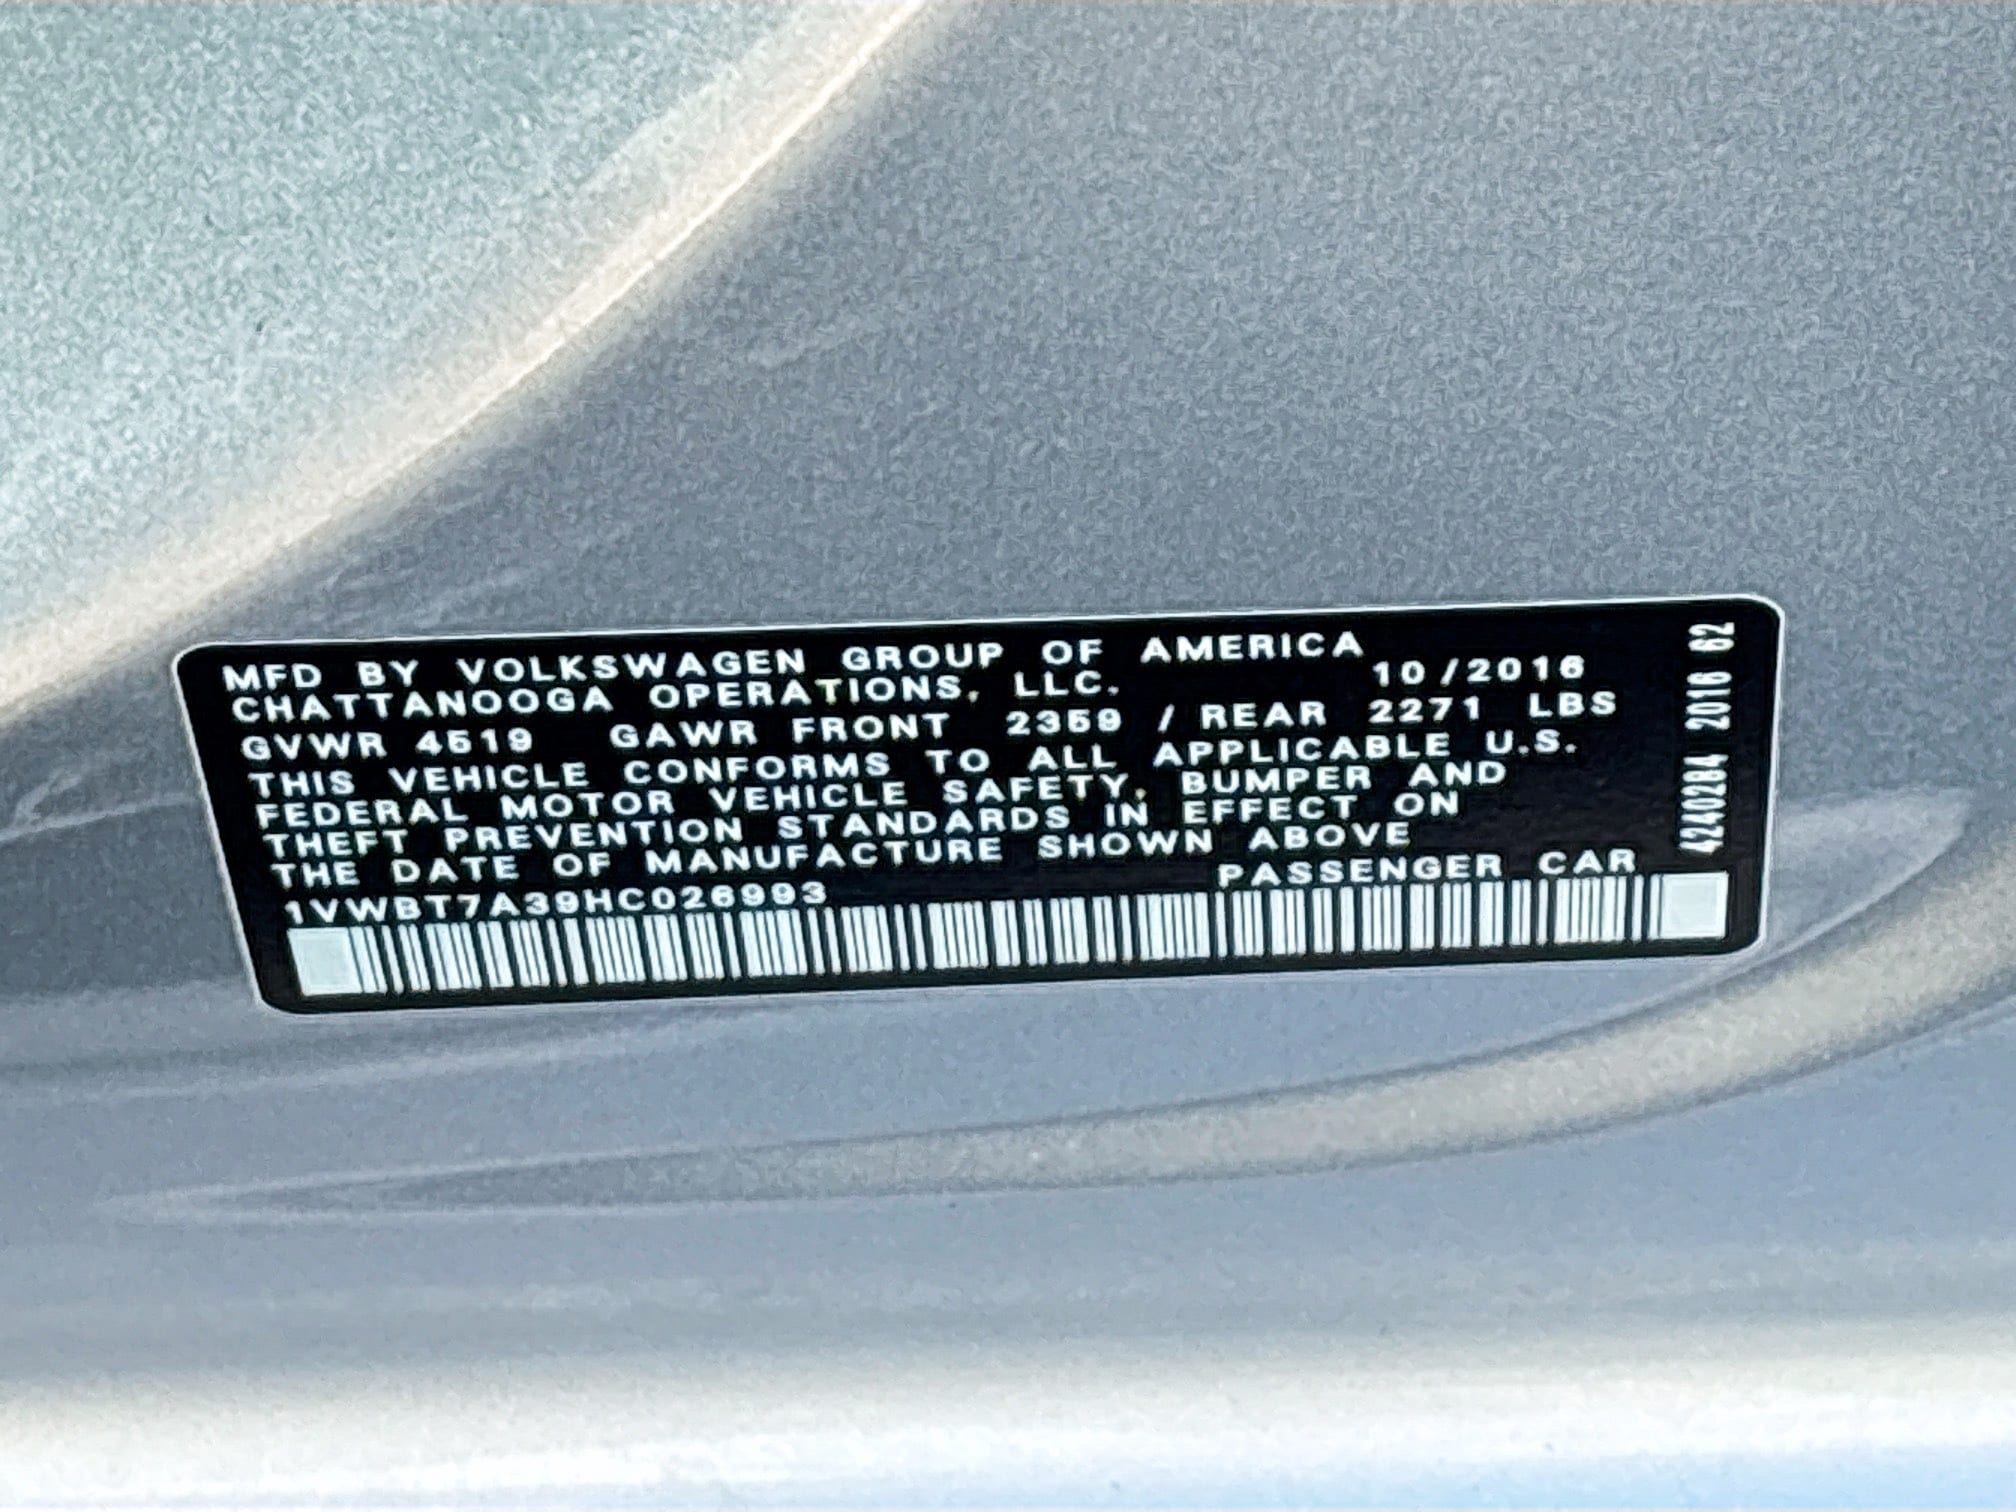 MFD BY VOLKSWAGEN GROUP OF AMERICA
CHATTANOOGA OPERATIONS, LLC. 10/2016
GVWR 4519 GAWR FRONT 2359 / REAR 2271 LBS
THIS VEHICLE CONFORMS TO ALL APPLICABLE U.S.
FEDERAL MOTOR VEHICLE SAFETY, BUMPER AND
THEFT PREVENTION STANDARDS IN EFFECT ON
THE DATE OF MANUFACTURE SHOWN ABOVE
1VWBT7A39HC026993 PASSENGER CAR
4240284 2016 62